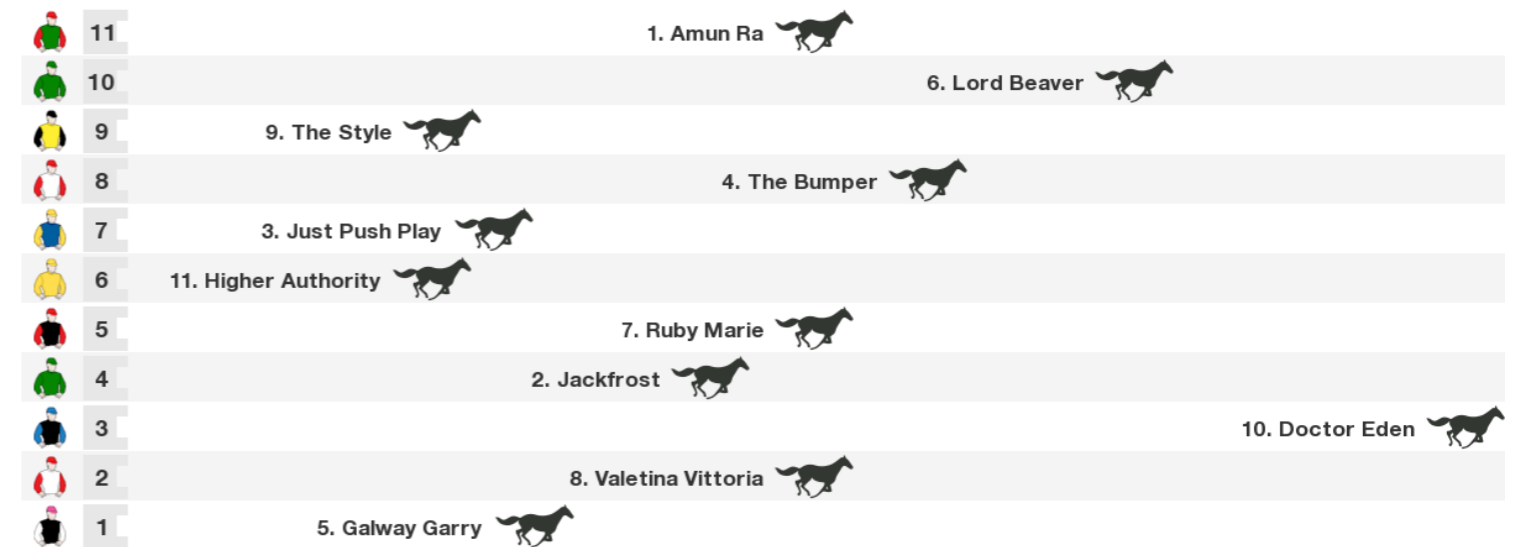 11 1. Amun Ra
10 6. Lord Beaver
9 9. The Style
8 4. The Bumper
7 3. Just Push Play
6 11. Higher Authority
5 7. Ruby Marie
4 2. Jackfrost
3 10. Doctor Eden
2 8. Valetina Vittoria
1 5. Galway Garry